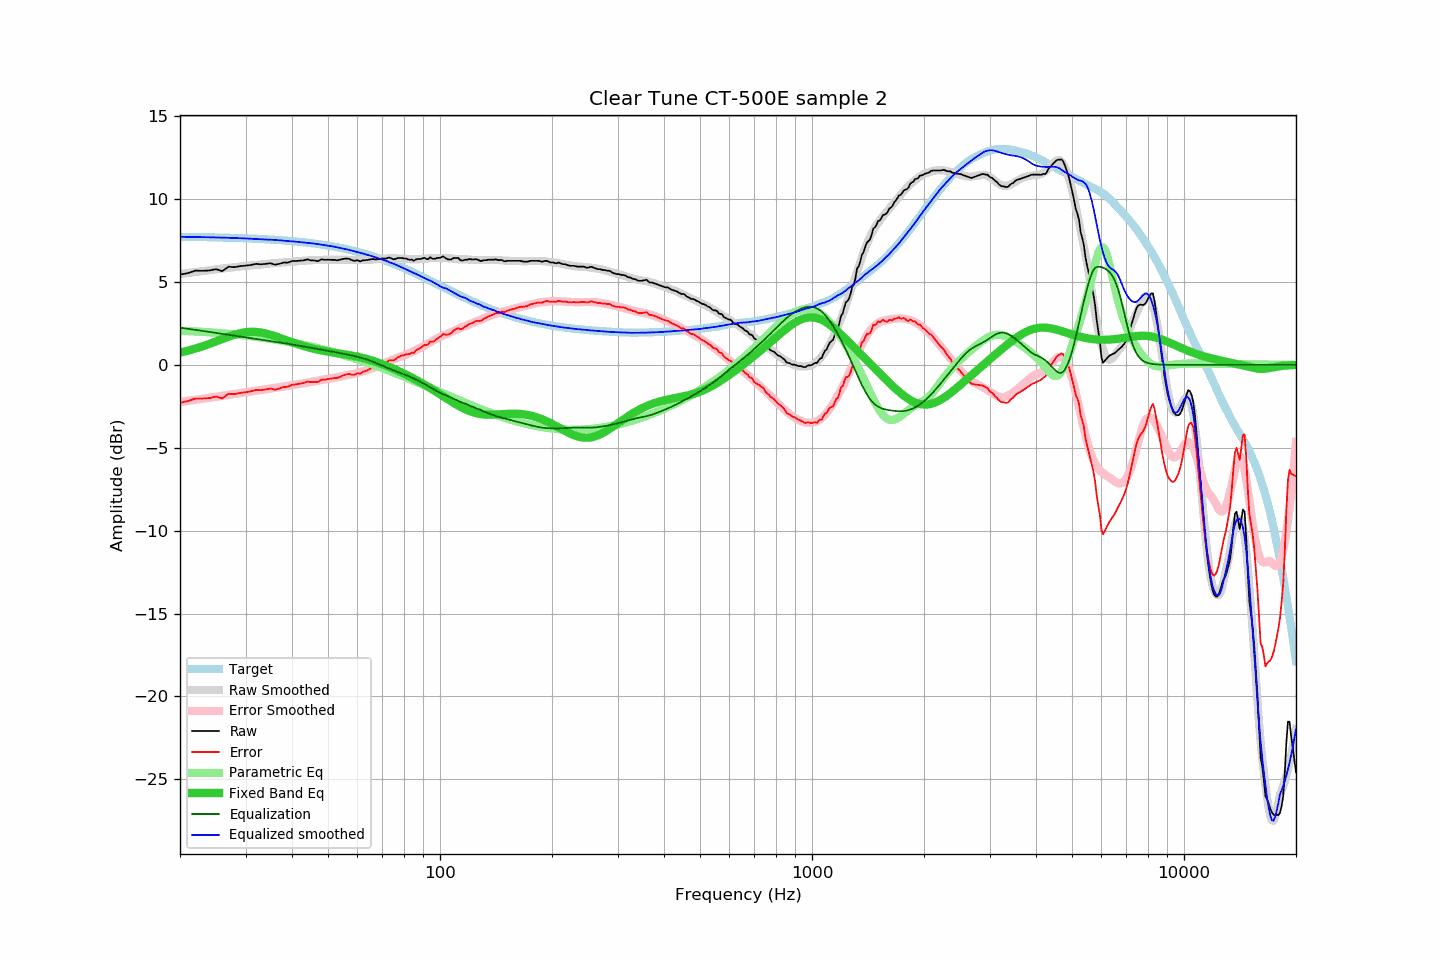 Clear Tune CT-500E sample 2
15
10
5
0
−5
−10
−15
−20
−25
Amplitude (dBr)
Target
Raw Smoothed
Error Smoothed
Raw
Error
Parametric Eq
Fixed Band Eq
Equalization
Equalized smoothed
100 1000 10000
Frequency (Hz)